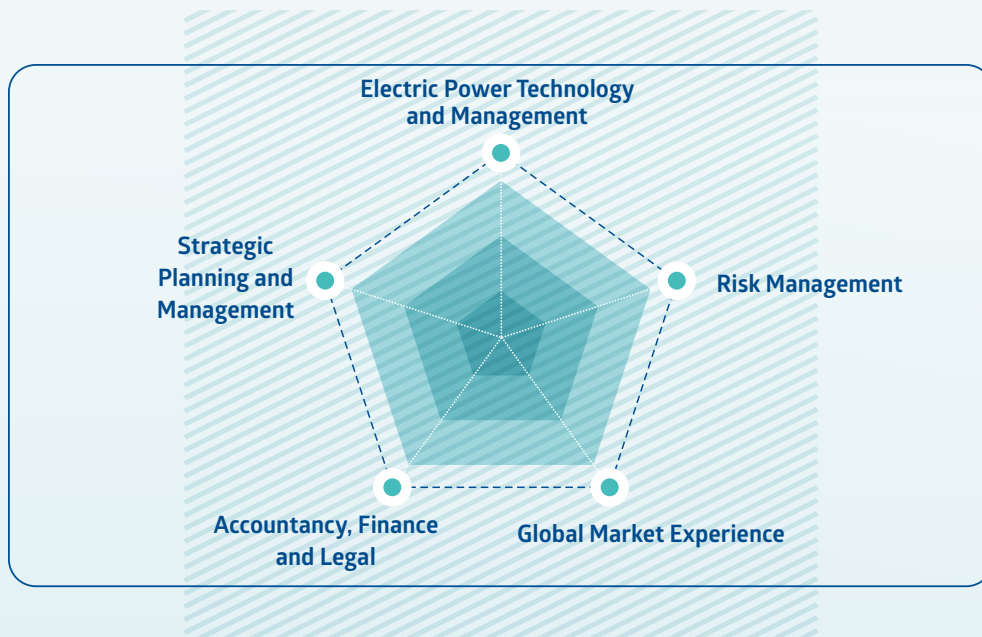 Electric Power Technology
and Management
Strategic
Planning and
Management
Risk Management
Accountancy, Finance
and Legal
Global Market Experience